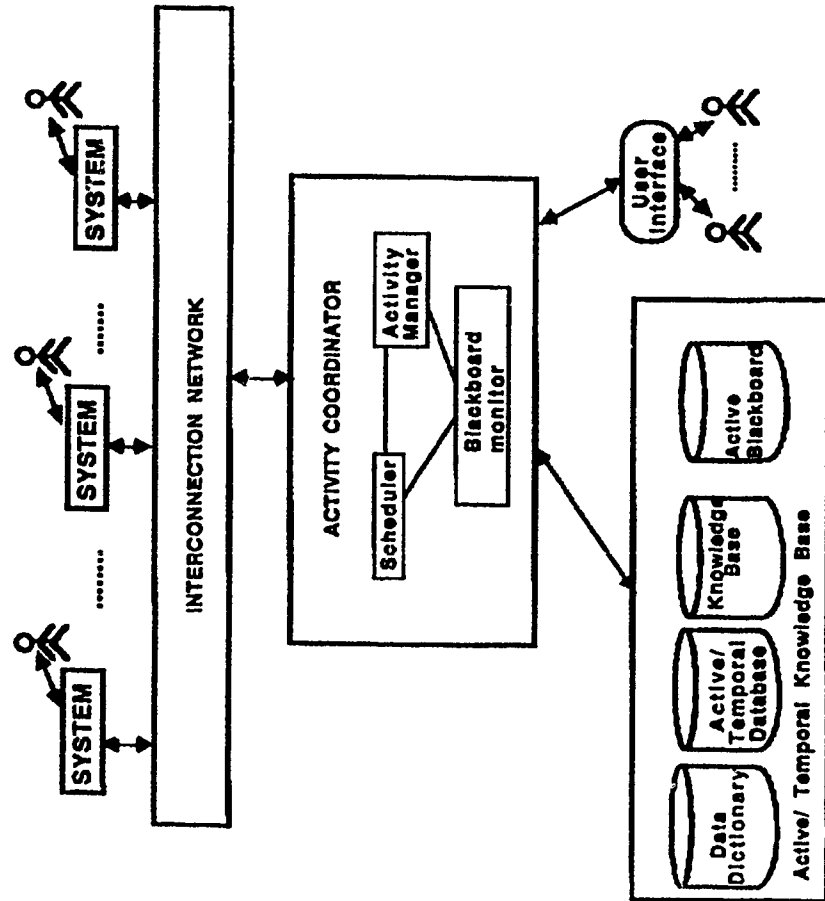 SYSTEM ........ SYSTEM ........ SYSTEM
INTERCONNECTION NETWORK
ACTIVITY COORDINATOR
Scheduler
Activity
Manager
Blackboard
monitor
User
Interface
.........
Data
Dictionary
Active/
Temporal
Database
Knowledge
Base
Active
Blackboard
Active/ Temporal Knowledge Base